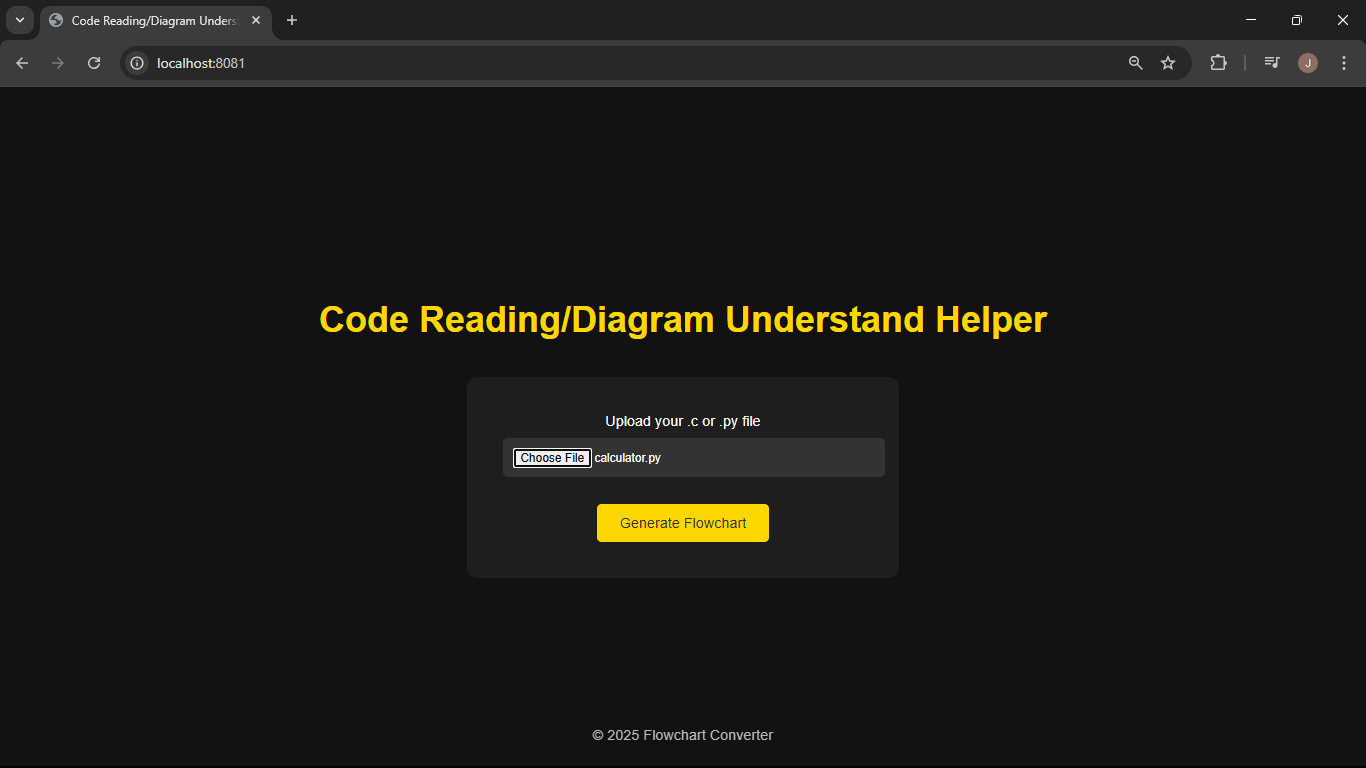 Code Reading/Diagram Unders
localhost:8081
J
Code Reading/Diagram Understand Helper
Upload your .c or .py file
Choose File calculator.py
Generate Flowchart
© 2025 Flowchart Converter